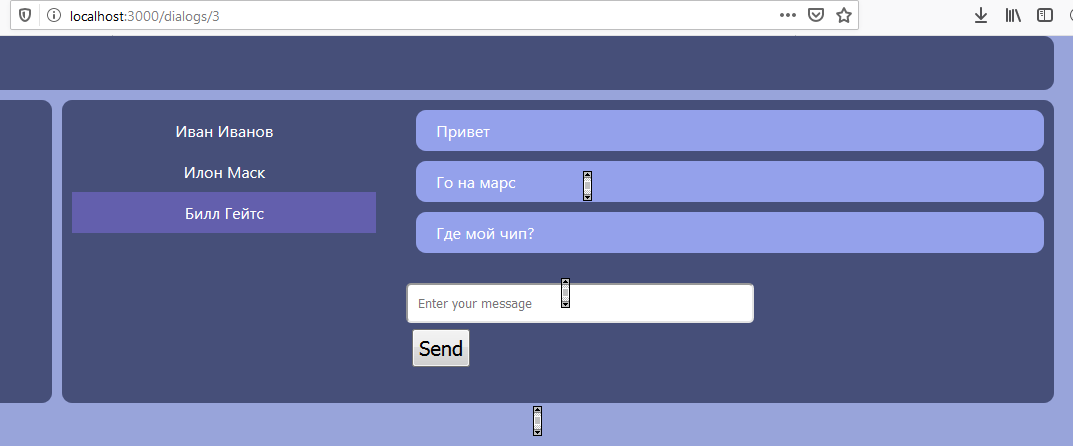 localhost:3000/dialogs/3
Иван Иванов
Илон Маск
Билл Гейтс
Привет
Го на марс
Где мой чип?
Enter your message
Send